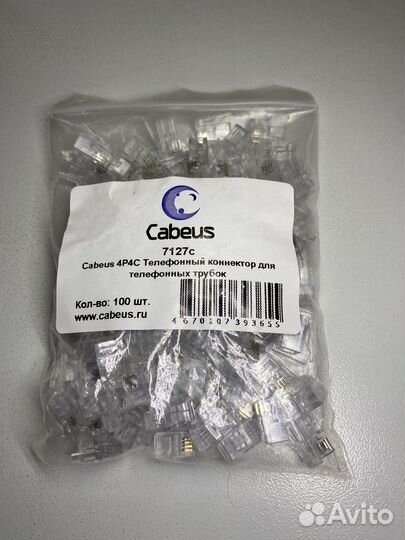 Cabeus
7127c
Cabeus 4P4C Телефонный коннектор для
телефонных трубок
Кол-во: 100 шт.
www.cabeus.ru
4670107393655
Avito